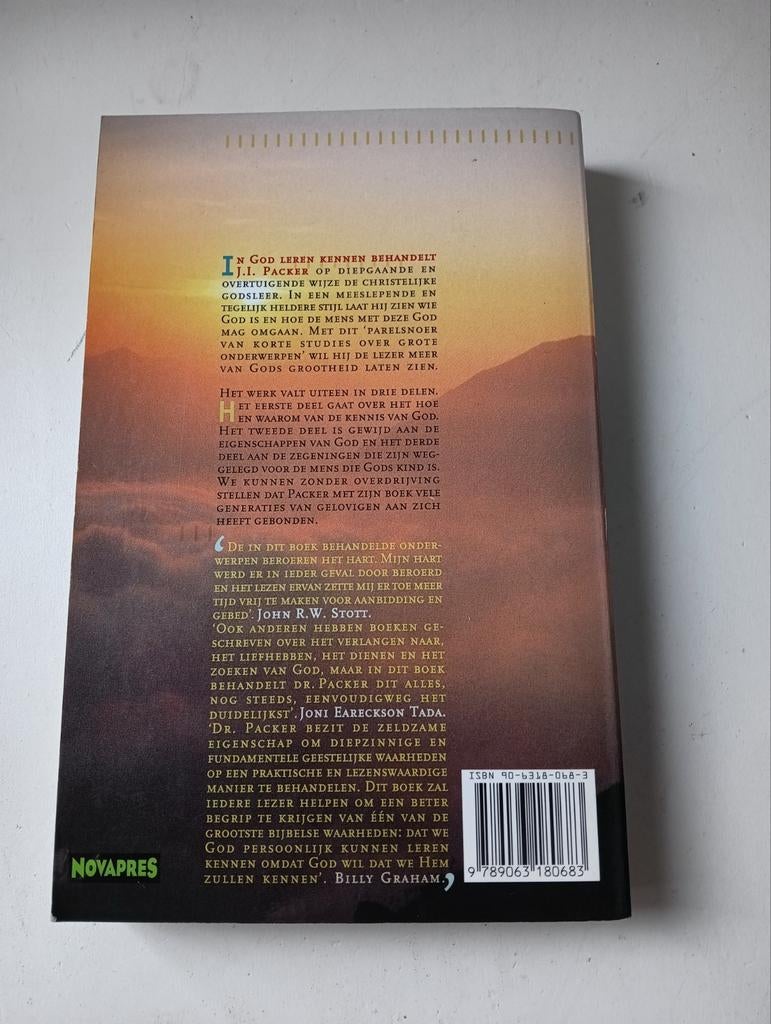 In God leren kennen behandelt
J.I. Packer op diepgaande en
overtuigende wijze de christelijke
godsleer. In een meeslepende en
tegelijk heldere stijl laat hij zien wie
God is en hoe de mens met deze God
mag omgaan. Met dit ‘parelsnoer
van korte studies over grote
onderwerpen’ wil hij de lezer meer
van Gods grootheid laten zien.
Het werk valt uiteen in drie delen.
Het eerste deel gaat over het hoe
en waarom van de kennis van God.
Het tweede deel is gewijd aan de
eigenschappen van God en het derde
deel aan de zegeningen die zijn weg-
gelegd voor de mens die Gods kind is.
We kunnen zonder overdrijving
stellen dat Packer met zijn boek vele
generaties van gelovigen aan zich
heeft gebonden.
‘De in dit boek behandelde onder-
werpen beroeren het hart. Mijn hart
werd er in ieder geval door beroerd
en het lezen ervan zette mij er toe meer
tijd vrij te maken voor aanbidding en
gebed’. John R.W. Stott.
‘Ook anderen hebben boeken ge-
schreven over het verlangen naar,
het liefhebben, het dienen en het
zoeken van God, maar in dit boek
behandelt dr. Packer dit alles,
nog steeds, eenvoudigweg het
duidelijkst’. Joni Eareckson Tada.
‘Dr. Packer bezit de zeldzame
eigenschap om diepzinnige en
fundamentele geestelijke waarheden
op een praktische en lezenswaardige
manier te behandelen. Dit boek zal
iedere lezer helpen om een beter
begrip te krijgen van één van de
grootste bijbelse waarheden: dat we
God persoonlijk kunnen leren
kennen omdat God wil dat we Hem
zullen kennen’. Billy Graham.’
NOVAPRES
ISBN 90-6318-068-3
9 789063 180683